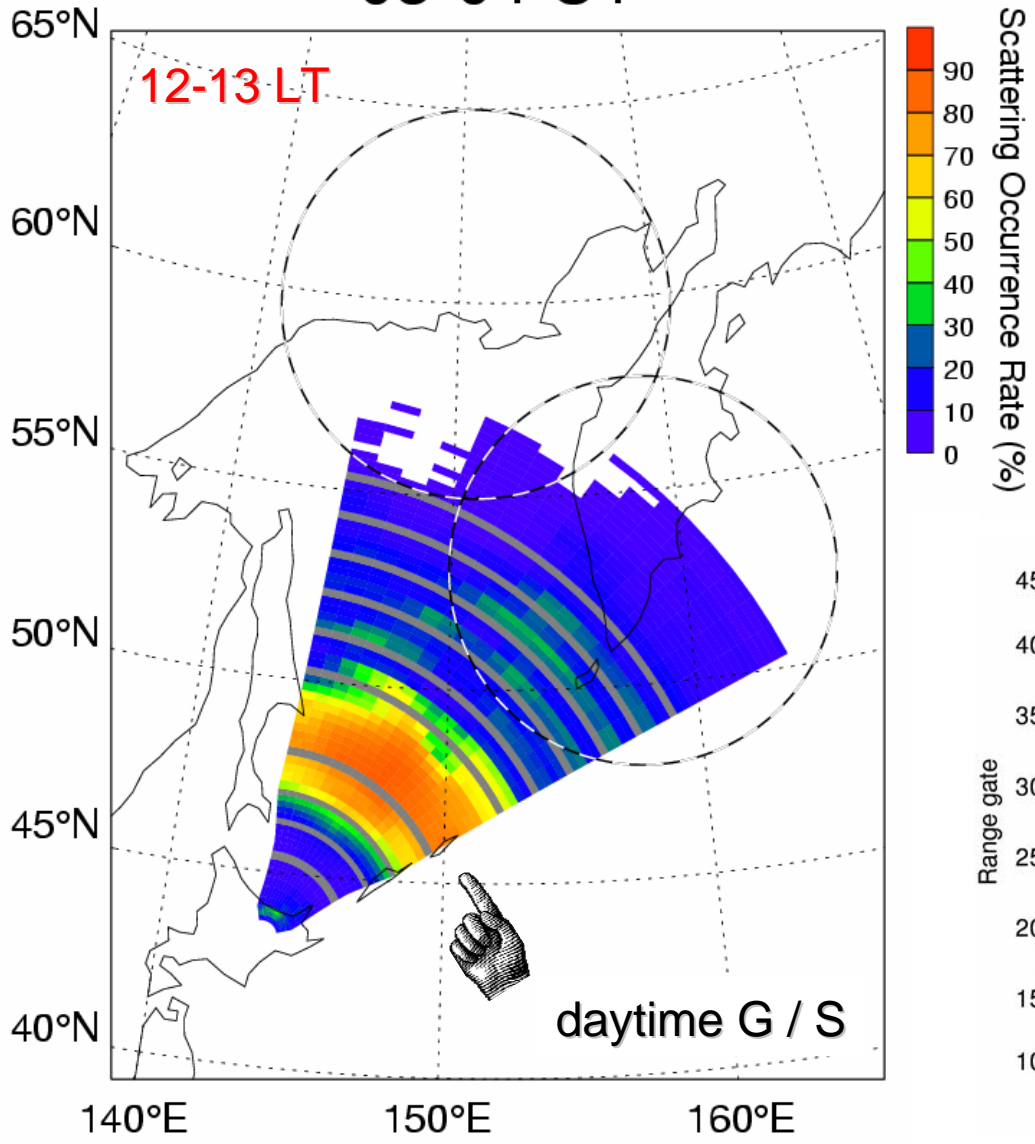 65°N
12-13 LT
60°N
55°N
50°N
45°N
40°N
140°E
150°E
160°E
daytime G / S
90
80
70
60
50
40
30
20
10
0
Scattering Occurrence Rate (%)
Range gate